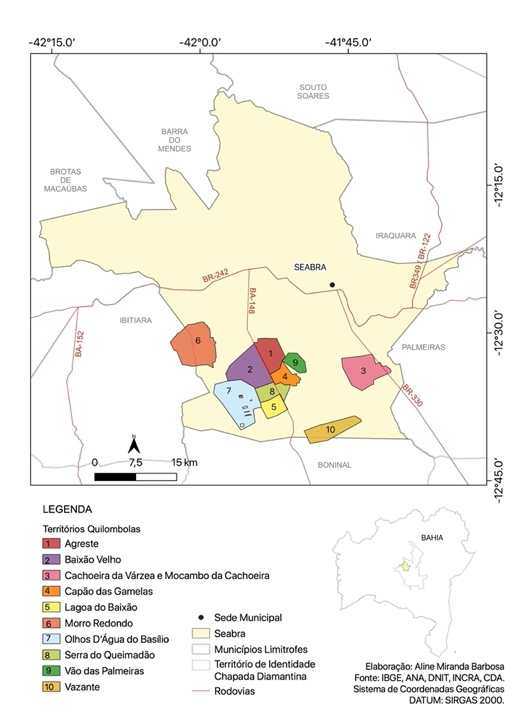 -42°15.0' -42°0.0' -41°45.0'
SOUTO
SOARES
BARRA
DO
MENDES
BROTAS
DE
MACAÚBAS
-12°15.0'
IRAQUARA
BR349 / BR-122
SEABRA
BR-242
BA-148
IBITIARA
BA-152
-12°30.0'
PALMEIRAS
6
1
9
2
4
3
7
8
5
BR-330
10
N
0 7,5 15 km
BONINAL
-12°45.0'
LEGENDA
Territórios Quilombolas
1 Agreste
2 Baixão Velho
3 Cachoeira da Várzea e Mocambo da Cachoeira
4 Capão das Gamelas
5 Lagoa do Baixão
6 Morro Redondo
7 Olhos D'Água do Basílio
8 Serra do Queimadão
9 Vão das Palmeiras
10 Vazante
Sede Municipal
Seabra
Municípios Limitrofes
Território de Identidade
Chapada Diamantina
Rodovias
BAHIA
Elaboração: Aline Miranda Barbosa
Fonte: IBGE, ANA, DNIT, INCRA, CDA.
Sistema de Coordenadas Geográficas
DATUM: SIRGAS 2000.